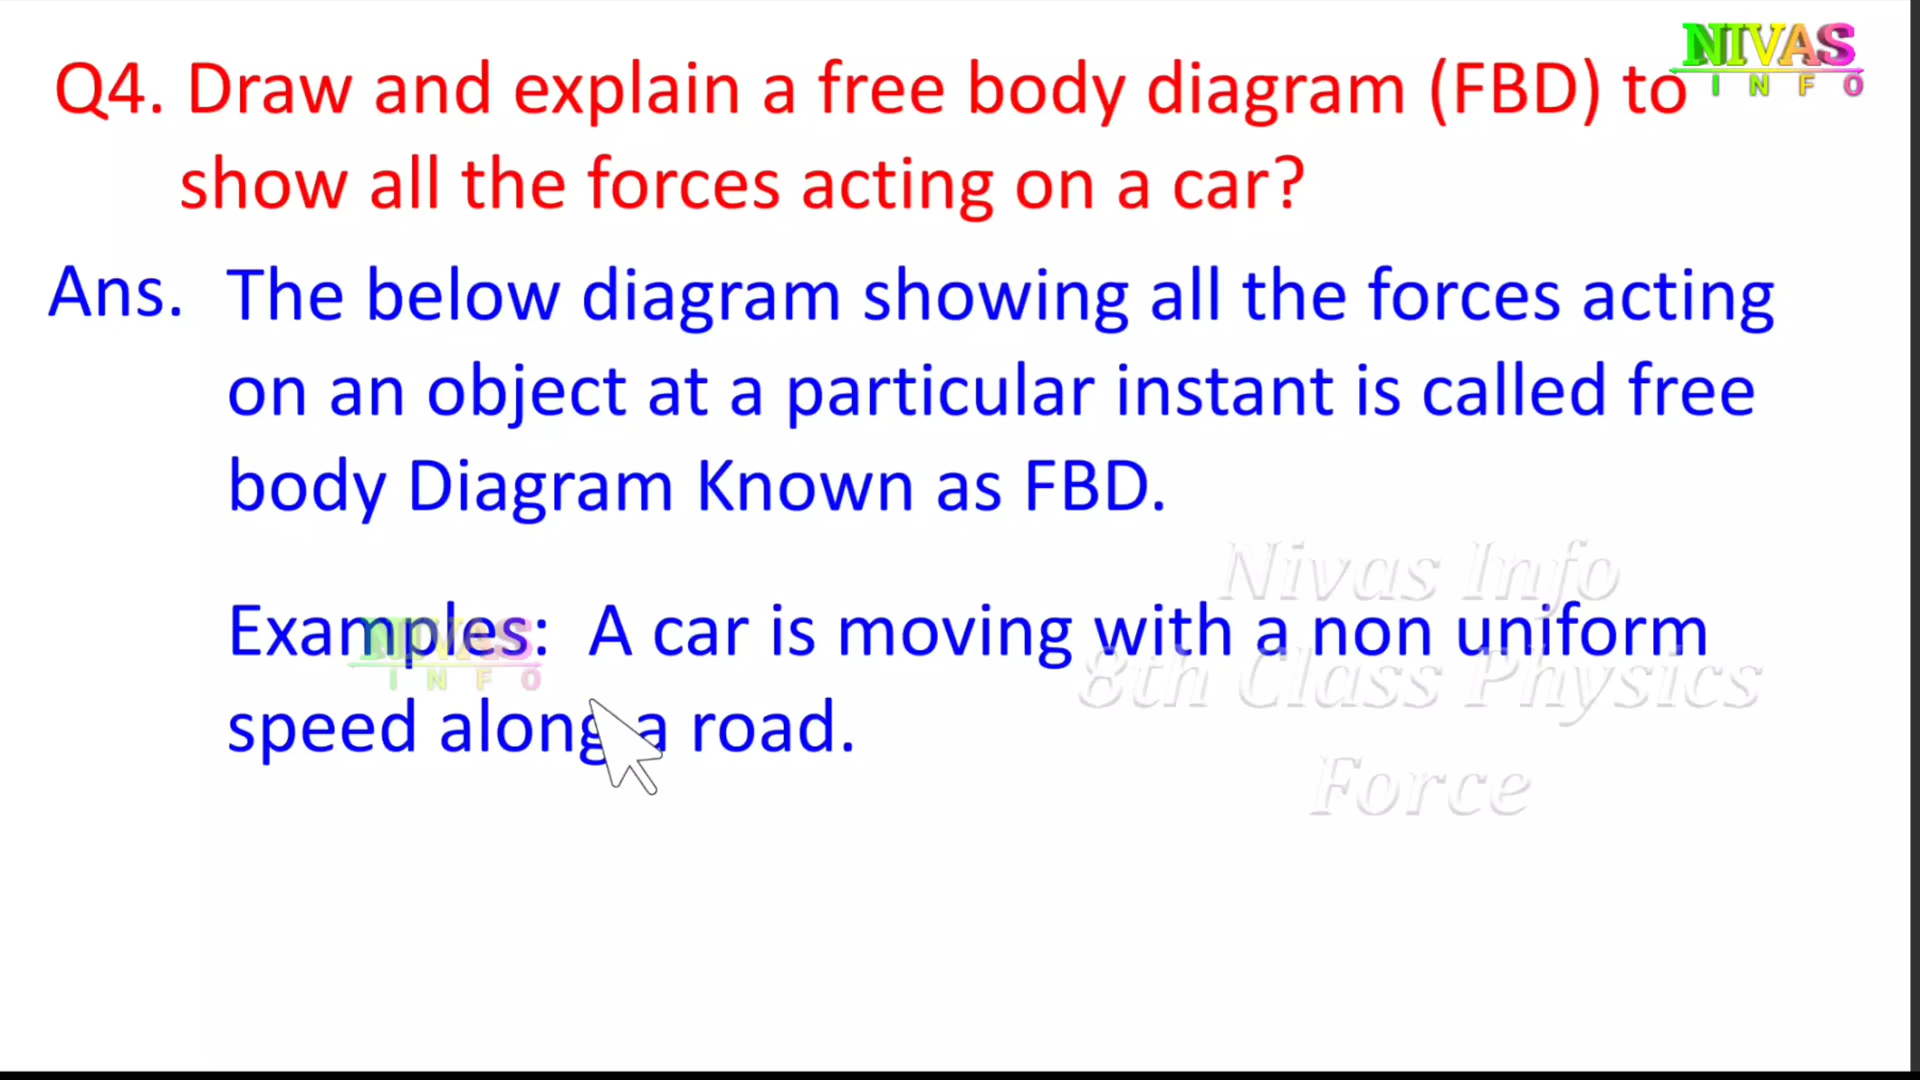 NIVAS
INFO
Q4. Draw and explain a free body diagram (FBD) to
show all the forces acting on a car?
Ans. The below diagram showing all the forces acting
on an object at a particular instant is called free
body Diagram Known as FBD.
Nivas Info
Examples: A car is moving with a non uniform
NIVAS
INFO
8th Class Physics
speed along a road.
Force